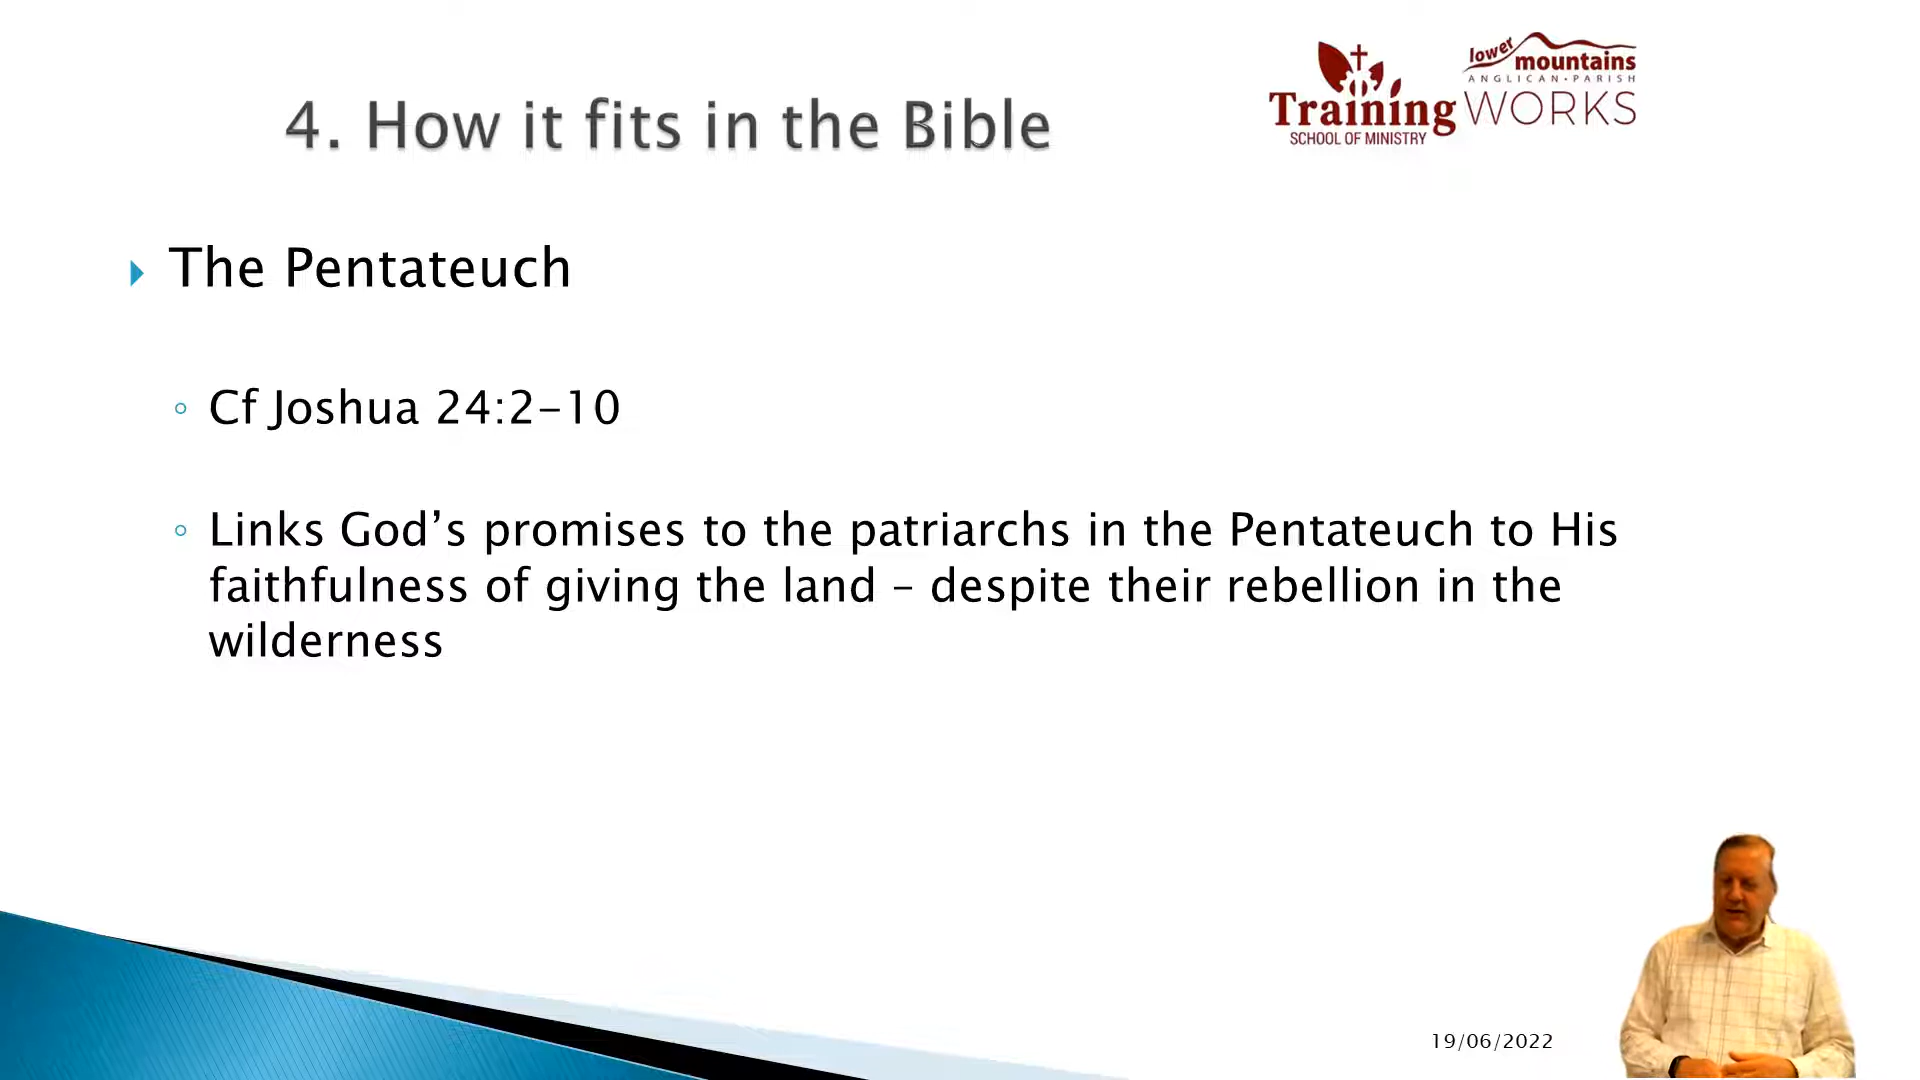 4. How it fits in the Bible
lower
mountains
ANGLICAN•PARISH
Training WORKS
SCHOOL OF MINISTRY
The Pentateuch
Cf Joshua 24:2-10
Links God’s promises to the patriarchs in the Pentateuch to His
faithfulness of giving the land – despite their rebellion in the
wilderness
19/06/2022